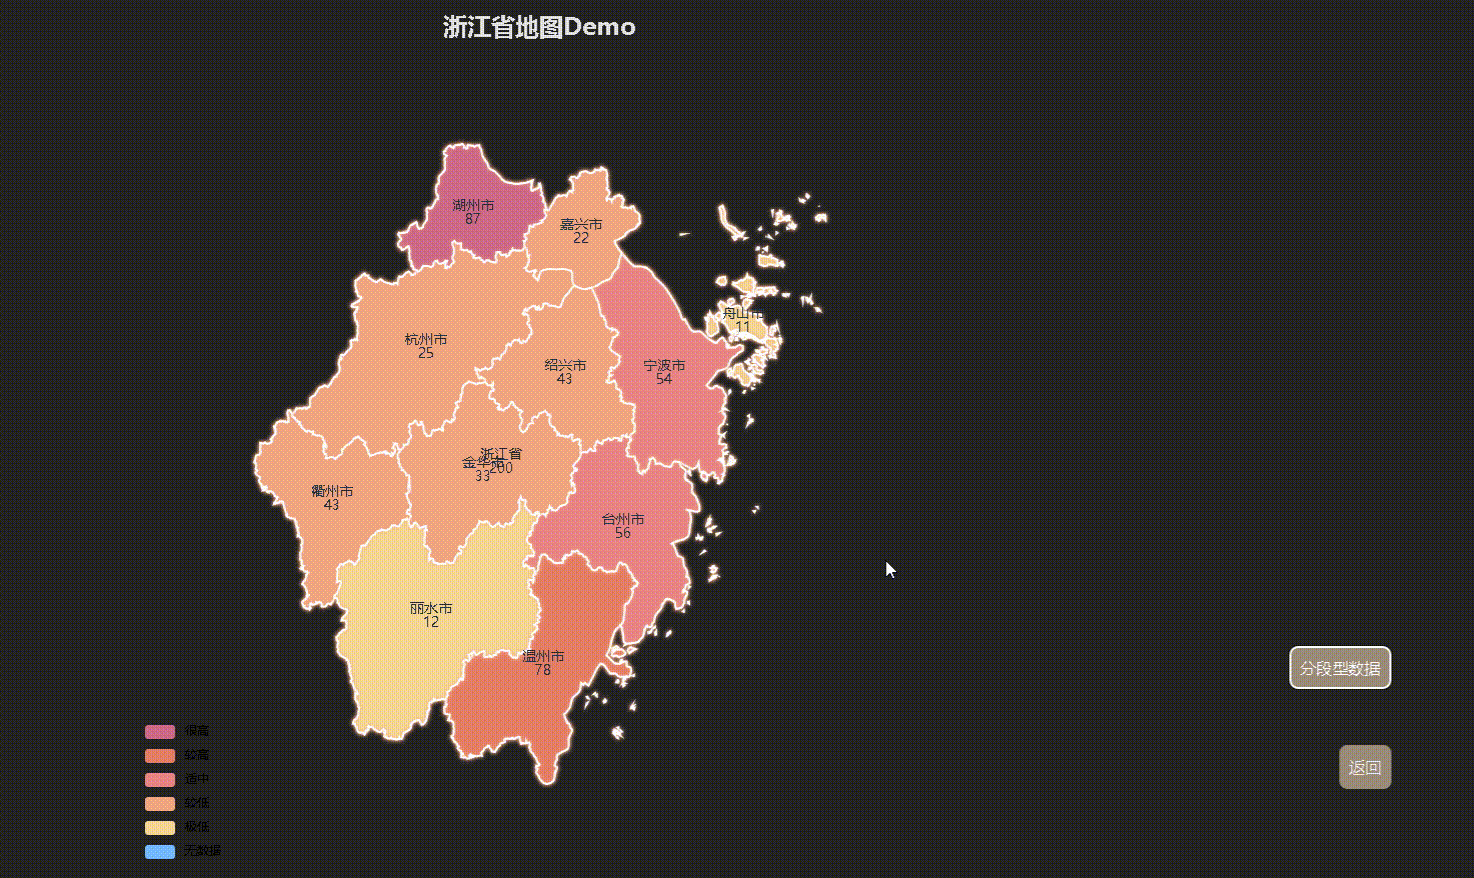 浙江省地图Demo
湖州市
87
嘉兴市
22
舟山市
11
杭州市
25
绍兴市
43
宁波市
54
浙江省
200
金华市
33
衢州市
43
台州市
56
丽水市
12
温州市
78
分段型数据
返回
很高
较高
适中
较低
极低
无数据